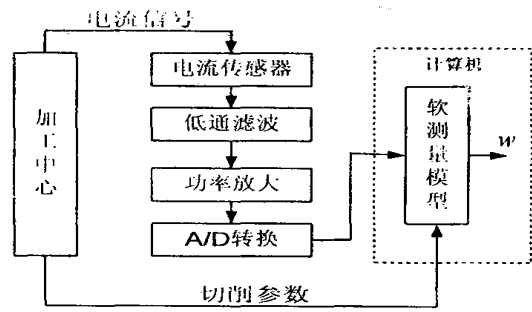 电流信号
电流传感器
计算机
低通滤波
加工中心
软测量模型
w
功率放大
A/D转换
切削参数